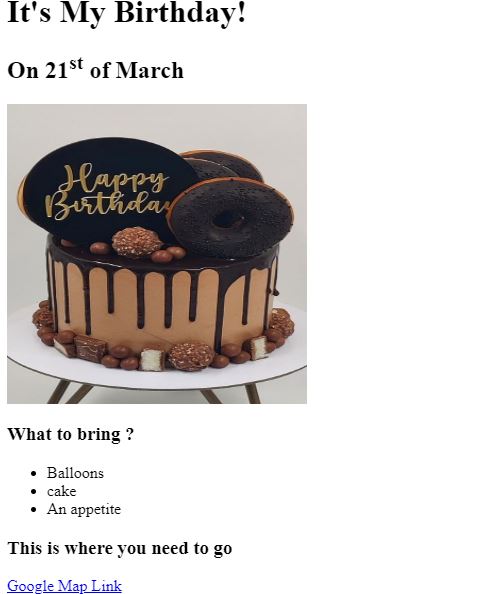 It's My Birthday!
On 21st of March
Happy
Birthday
What to bring ?
Balloons
cake
An appetite
This is where you need to go
Google Map Link